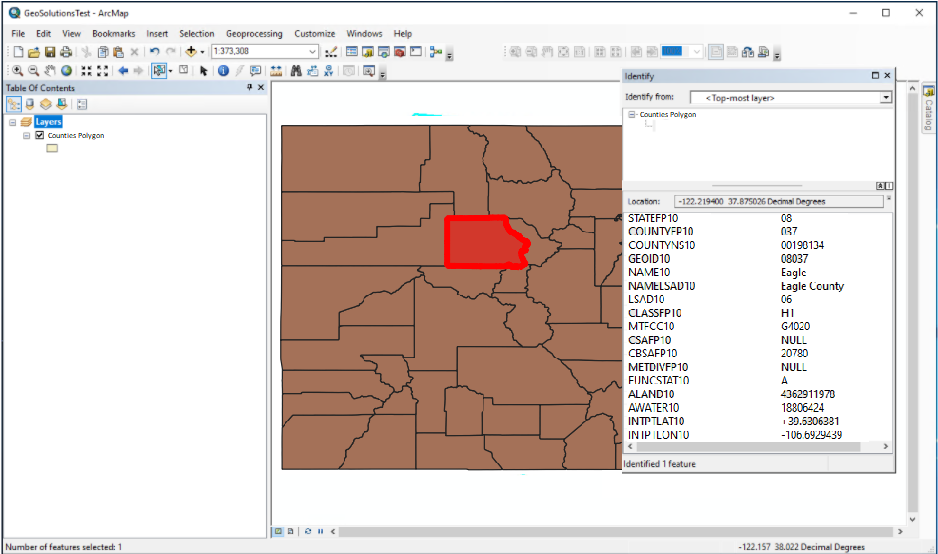 GeoSolutionsTest - ArcMap
File Edit View Bookmarks Insert Selection Geoprocessing Customize Windows Help
1:373,308
Table Of Contents
Layers
Counties Polygon
Identify
Identify from: <Top-most layer>
Counties Polygon
Location: -122.219400 37.875026 Decimal Degrees
STATEFP10 08
COUNTYFP10 037
COUNTYNS10 00198134
GEOID10 08037
NAME10 Eagle
NAMELSAD10 Eagle County
LSAD10 06
CLASSFP10 H1
MTFCC10 G4020
CSAFP10 NULL
CBSAFP10 20780
METDIVFP10 NULL
FUNCSTAT10 A
ALAND10 4362911978
AWATER10 18806424
INTPTLAT10 +39.6306381
INTPTLON10 -106.6929439
Identified 1 feature
Catalog
Number of features selected: 1
-122.157 38.022 Decimal Degrees